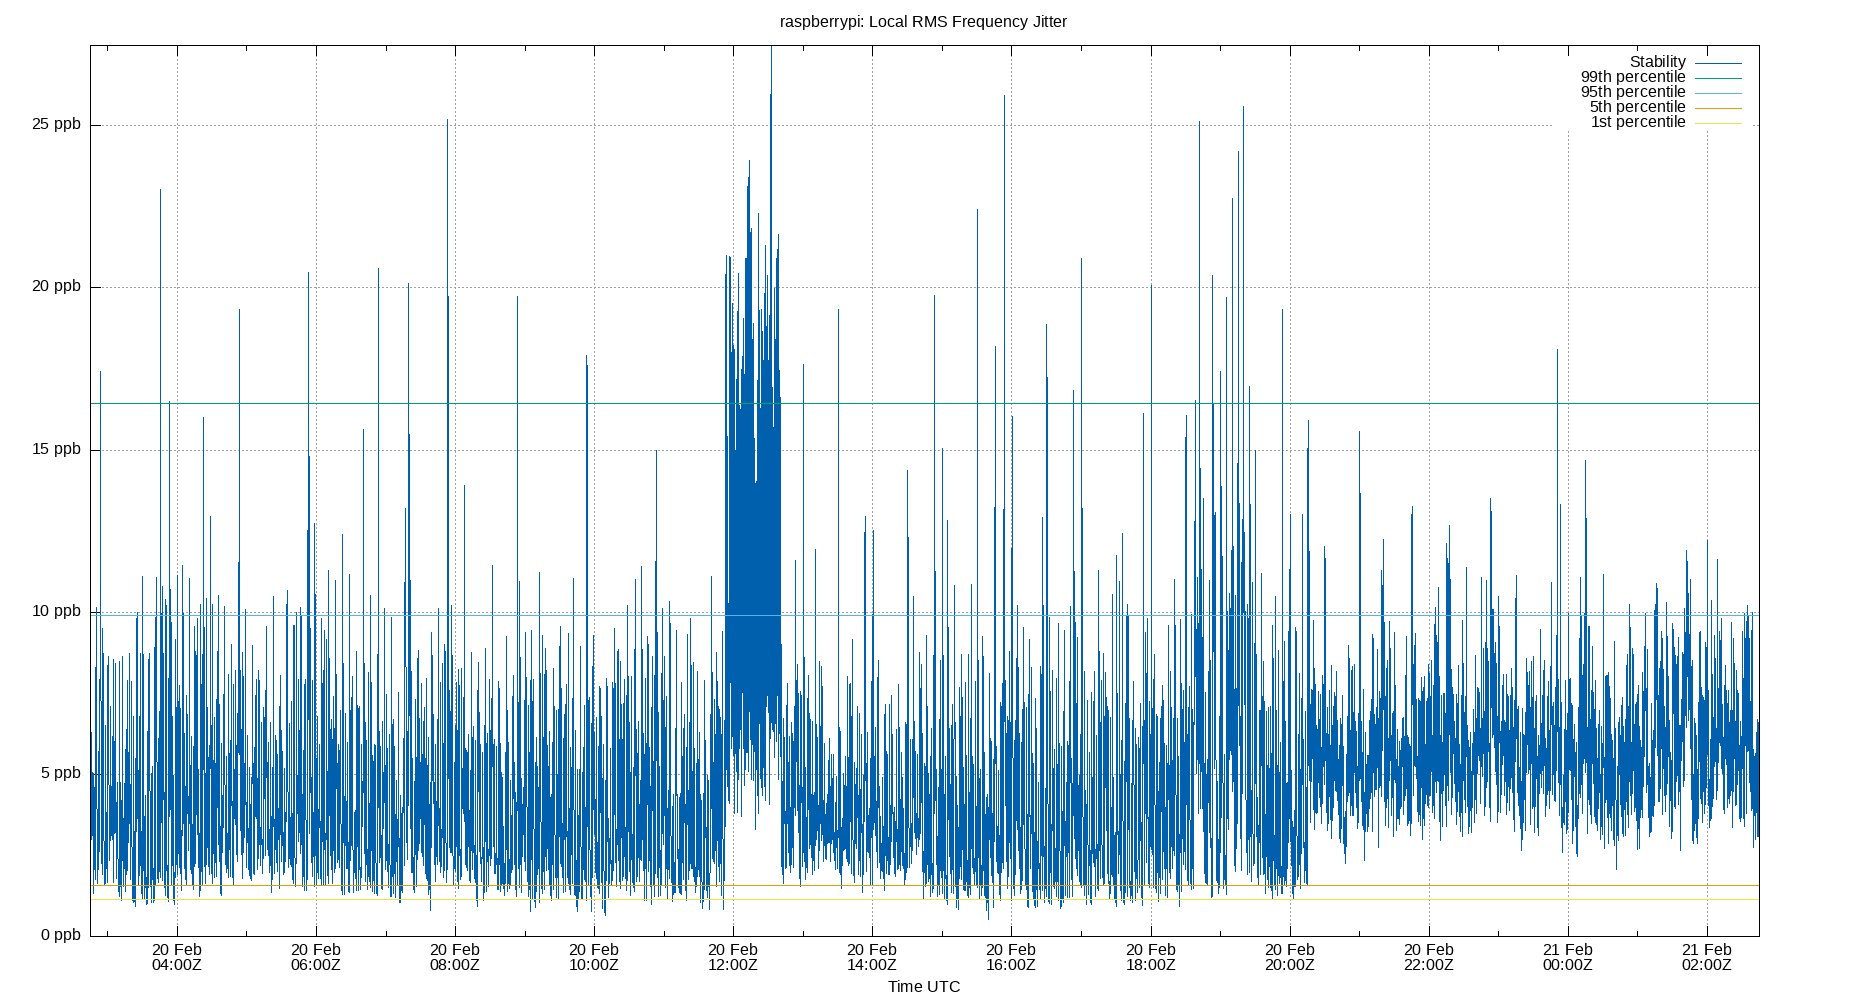 raspberrypi: Local RMS Frequency Jitter
Stability
99th percentile
95th percentile
5th percentile
1st percentile
25 ppb
20 ppb
15 ppb
10 ppb
5 ppb
0 ppb
20 Feb 20 Feb 20 Feb 20 Feb 20 Feb 20 Feb 20 Feb 20 Feb 20 Feb 20 Feb 21 Feb 21 Feb
04:00Z 06:00Z 08:00Z 10:00Z 12:00Z 14:00Z 16:00Z 18:00Z 20:00Z 22:00Z 00:00Z 02:00Z
Time UTC